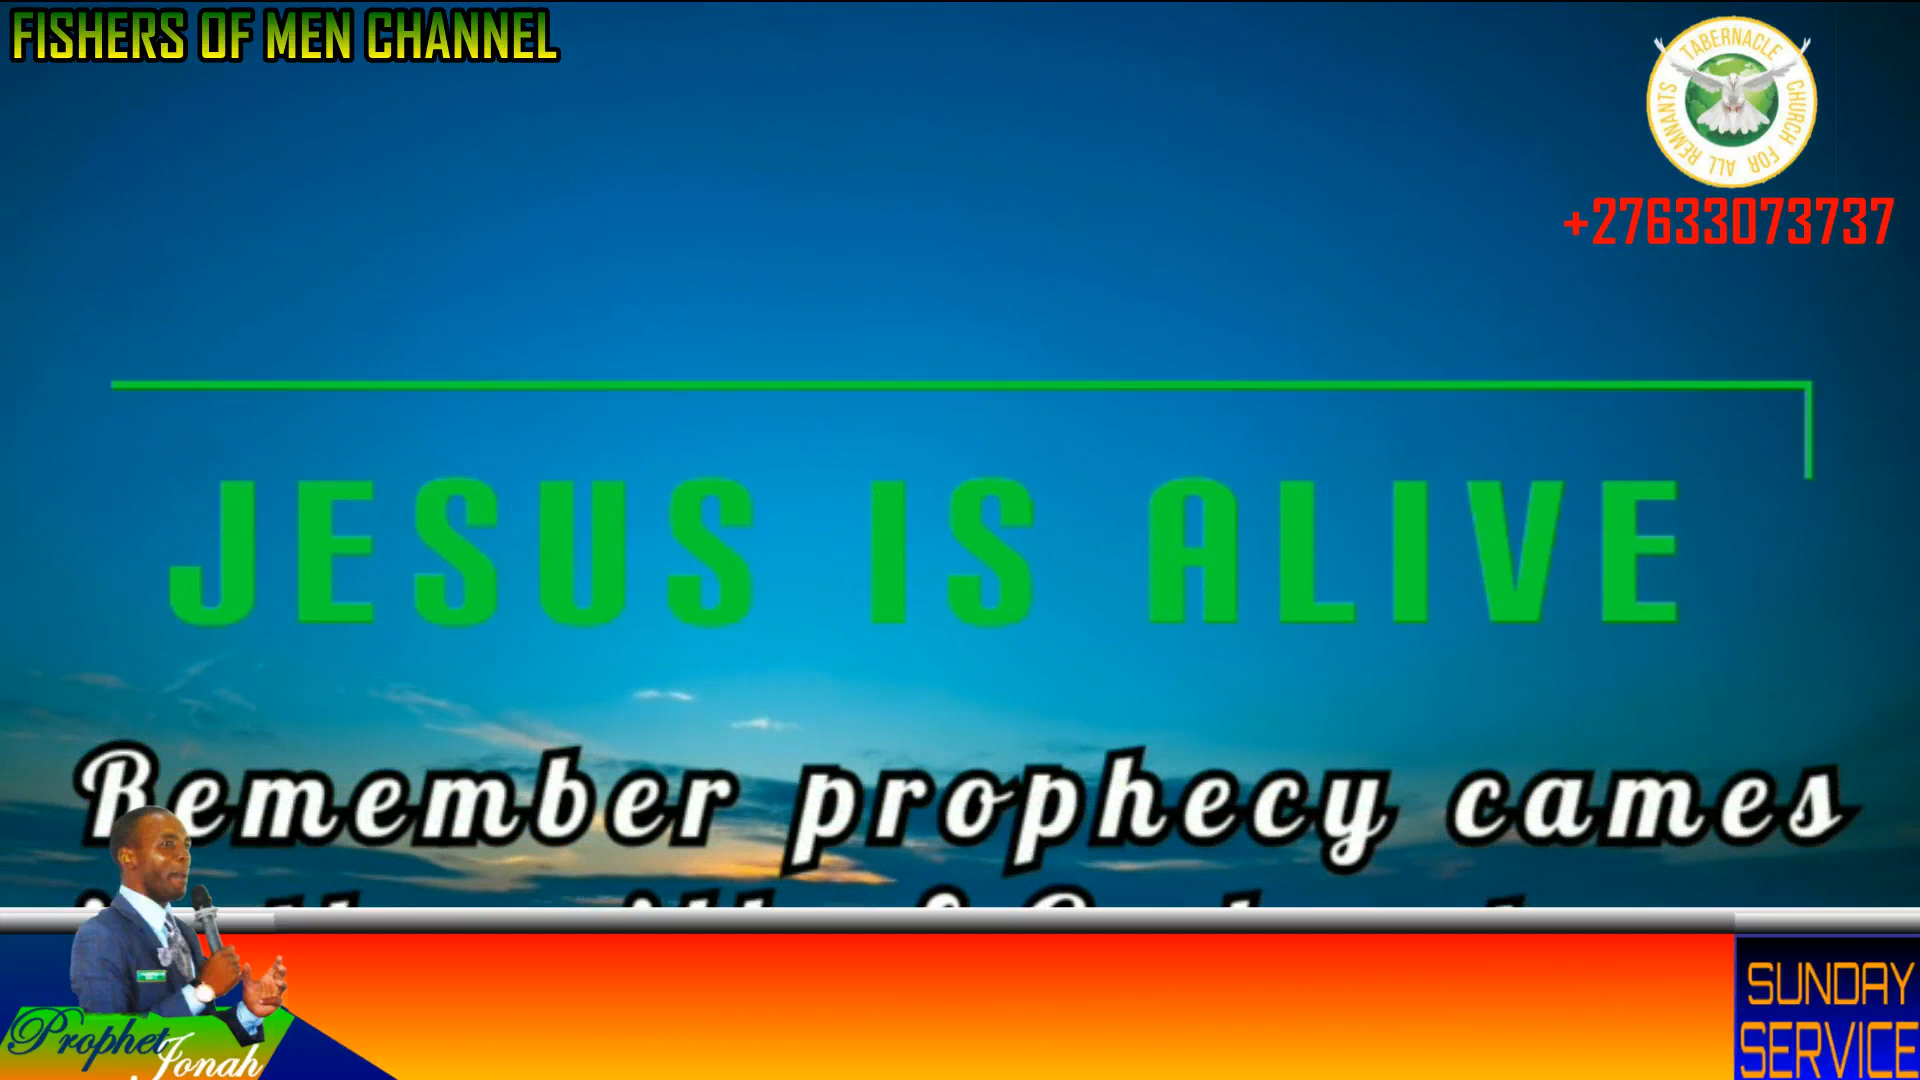 FISHERS OF MEN CHANNEL
TABERNACLE CHURCH FOR ALL REMNANTS
+27633073737
JESUS IS ALIVE
Remember prophecy cames
Prophet
Jonah
SUNDAY
SERVICE